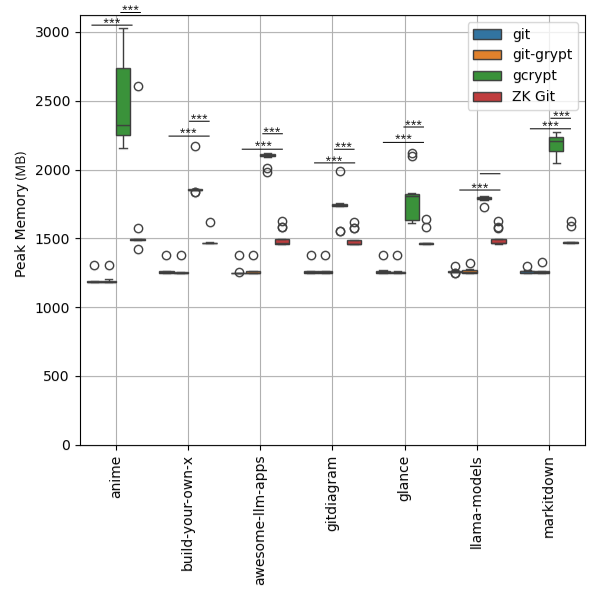 ***
***
3000
git
git-grypt
gcrypt
ZK Git
2500
***
***
***
***
***
***
***
***
***
***
***
2000
1500
1000
500
0
Peak Memory (MB)
anime
build-your-own-x
awesome-llm-apps
gitdiagram
glance
llama-models
markitdown